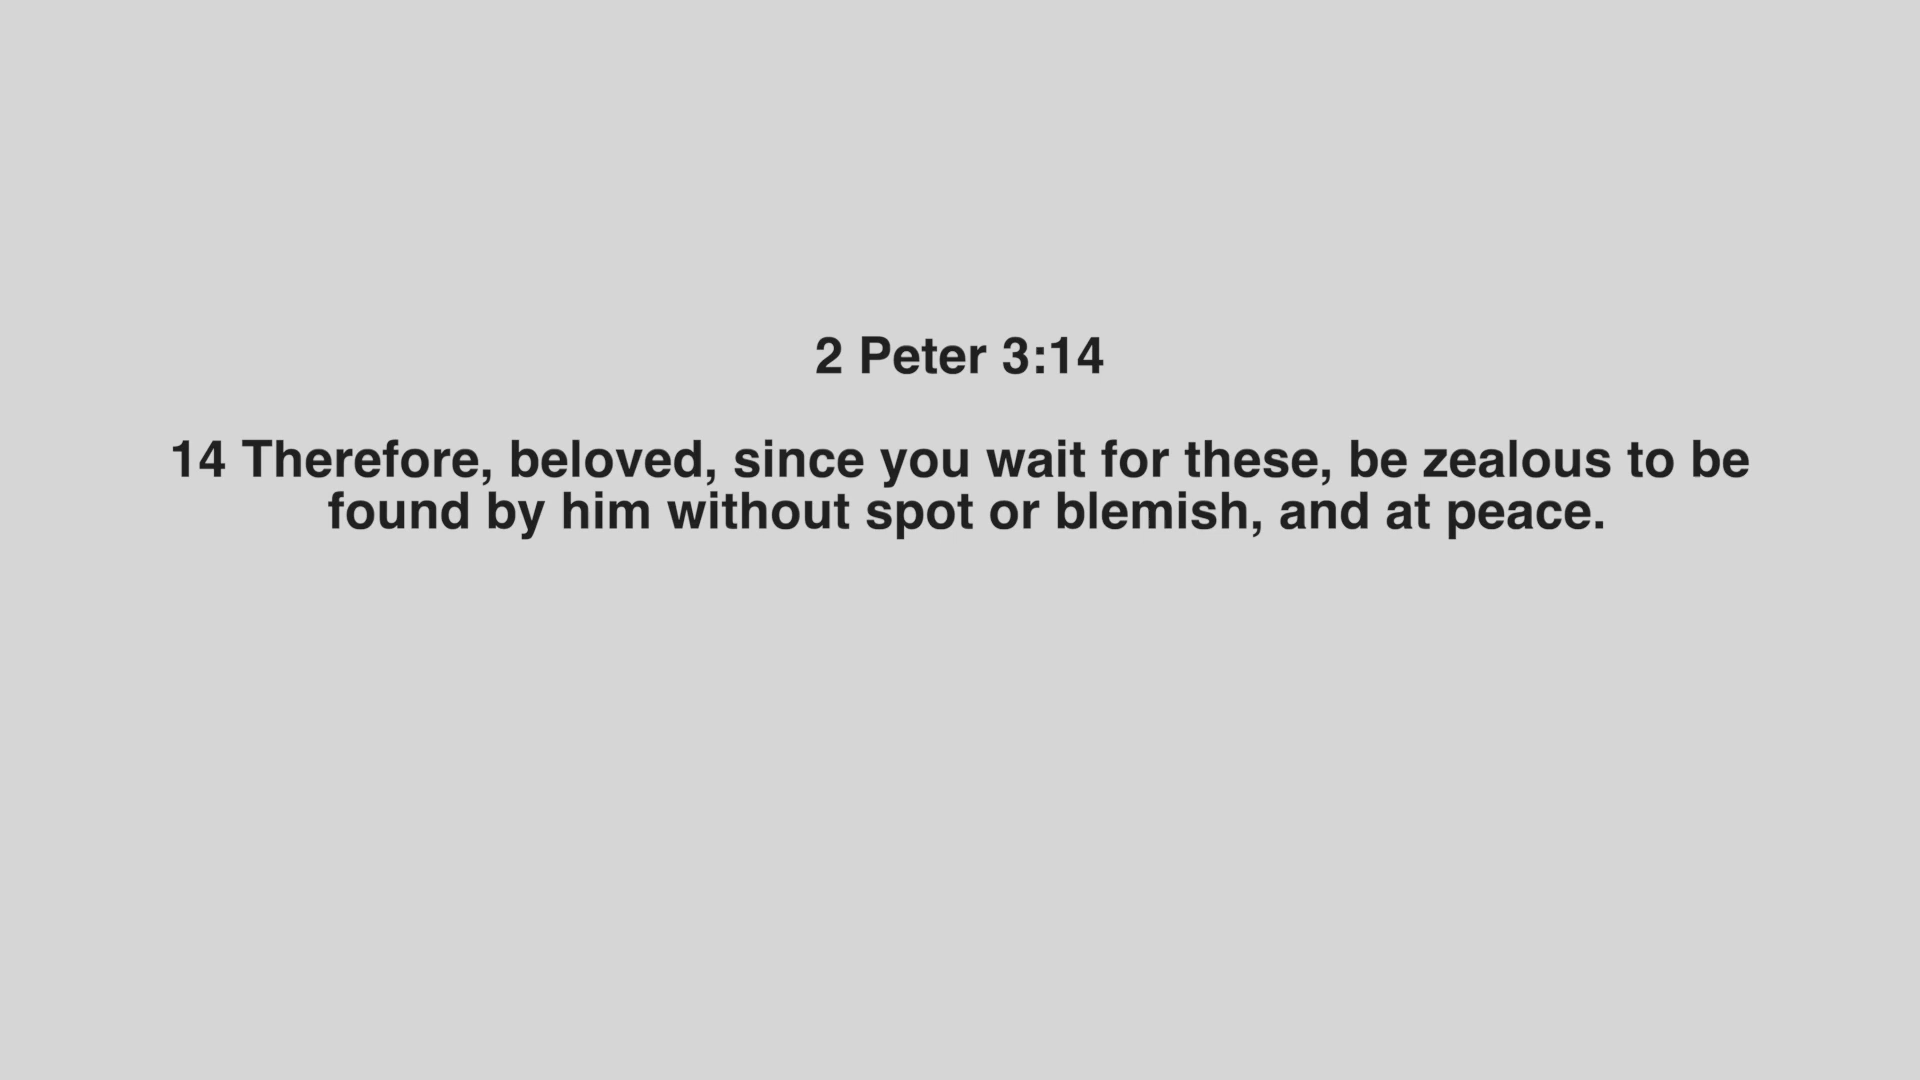 2 Peter 3:14
14 Therefore, beloved, since you wait for these, be zealous to be
found by him without spot or blemish, and at peace.